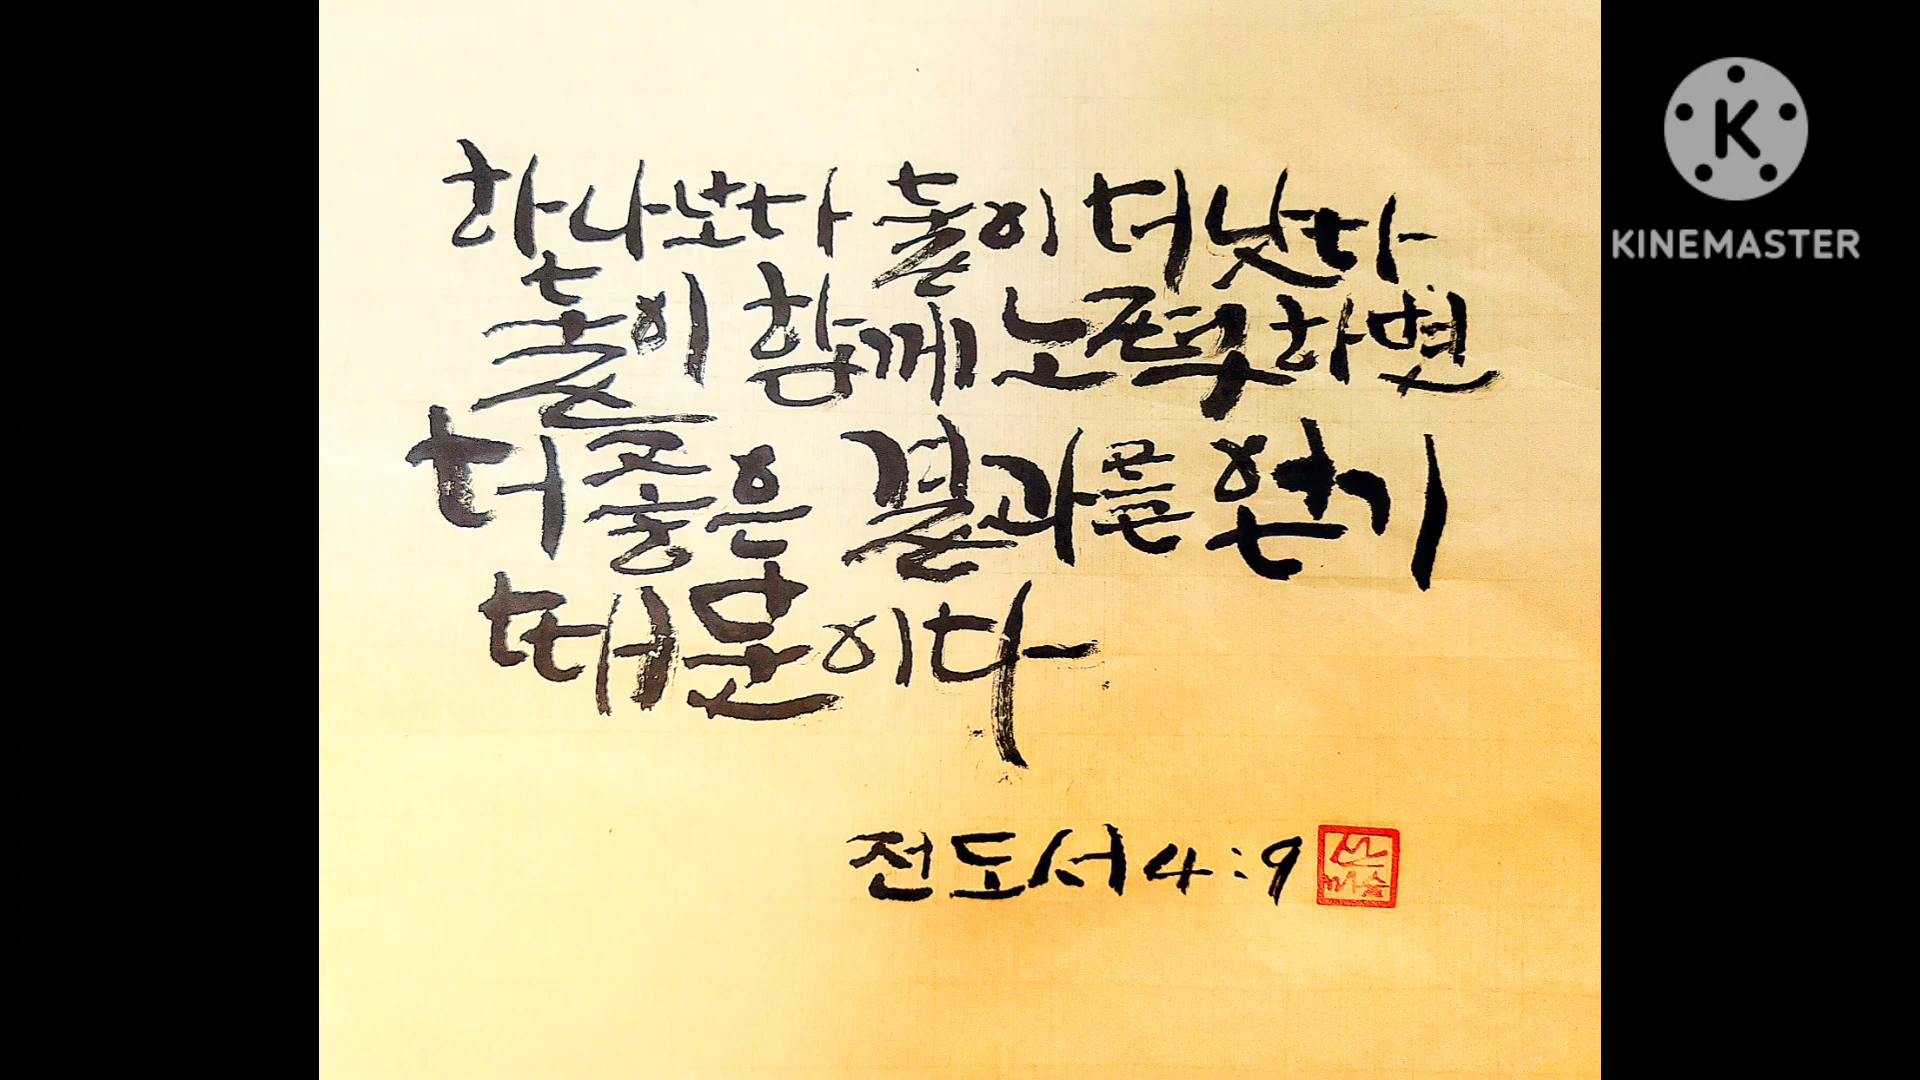 하나보다 둘이 더 낫다
둘이 함께 노력하면
더 좋은 결과를 얻기
때문이다
전도서 4:9
KINEMASTER